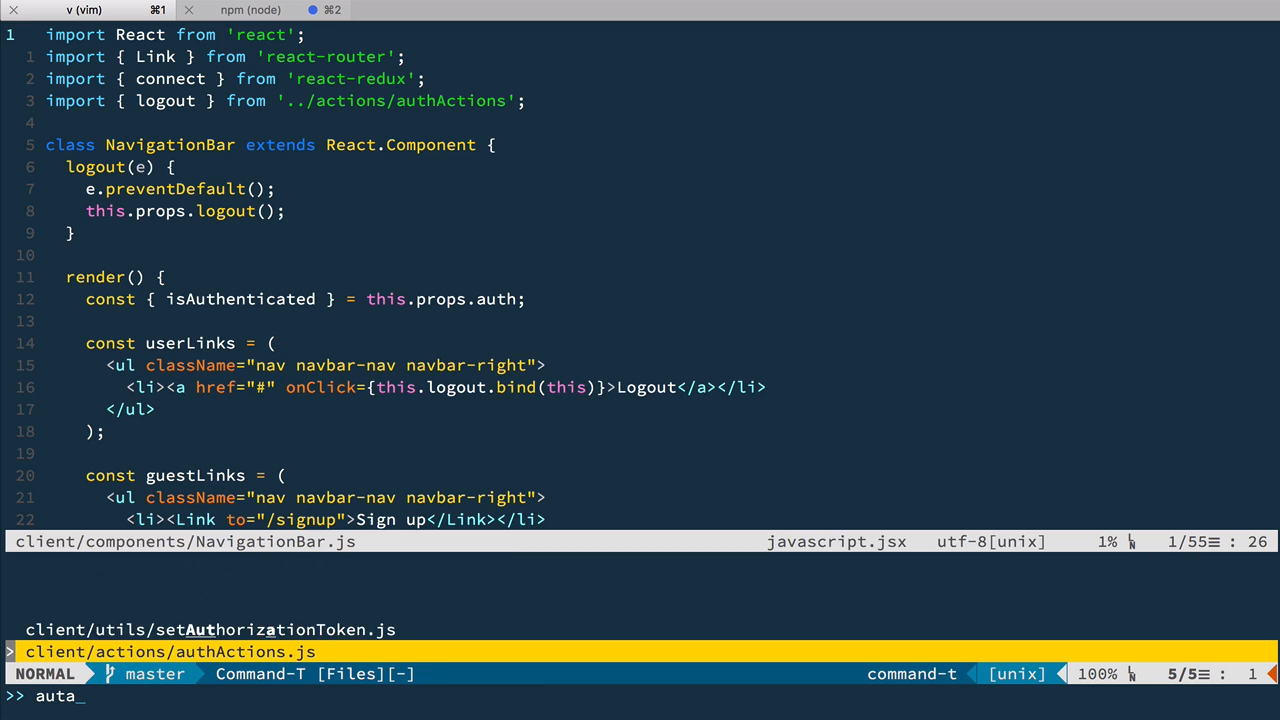 v (vim) ⌘1 npm (node) ⌘2
1 import React from 'react';
1 import { Link } from 'react-router';
2 import { connect } from 'react-redux';
3 import { logout } from '../actions/authActions';
4
5 class NavigationBar extends React.Component {
6 logout(e) {
7 e.preventDefault();
8 this.props.logout();
9 }
10
11 render() {
12 const { isAuthenticated } = this.props.auth;
13
14 const userLinks = (
15 <ul className="nav navbar-nav navbar-right">
16 <li><a href="#" onClick={this.logout.bind(this)}>Logout</a></li>
17 </ul>
18 );
19
20 const guestLinks = (
21 <ul className="nav navbar-nav navbar-right">
22 <li><Link to="/signup">Sign up</Link></li>
client/components/NavigationBar.js javascript.jsx utf-8[unix] 1% 1/55≡ : 26
client/utils/setAuthorizationToken.js
> client/actions/authActions.js
NORMAL master Command-T [Files][-] command-t [unix] 100% 5/5≡ : 1
>> auta_